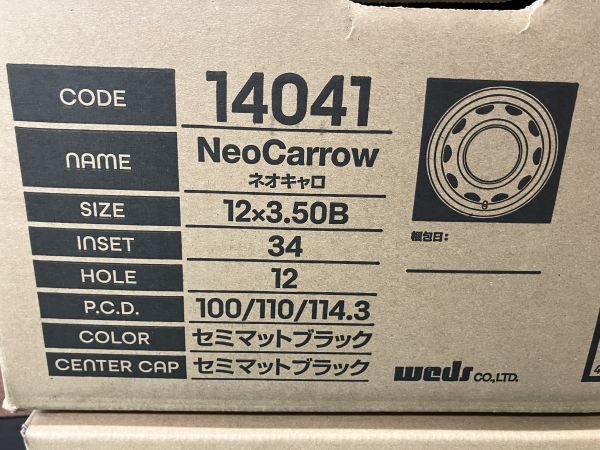 CODE 14041
NAME NeoCarrow
ネオキャロ
SIZE 12×3.50B
INSET 34
HOLE 12
P.C.D. 100/110/114.3
COLOR セミマットブラック
CENTER CAP セミマットブラック
梱包日:
weds CO.,LTD.